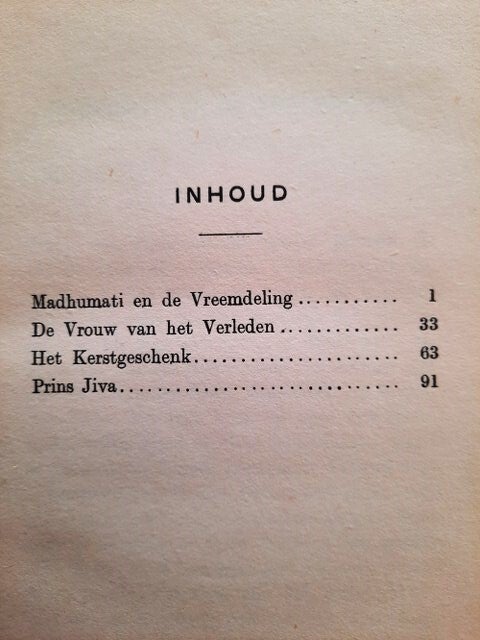 INHOUD
Madhumati en de Vreemdeling ........... 1
De Vrouw van het Verleden ............. 33
Het Kerstgeschenk....................... 63
Prins Jiva............................... 91